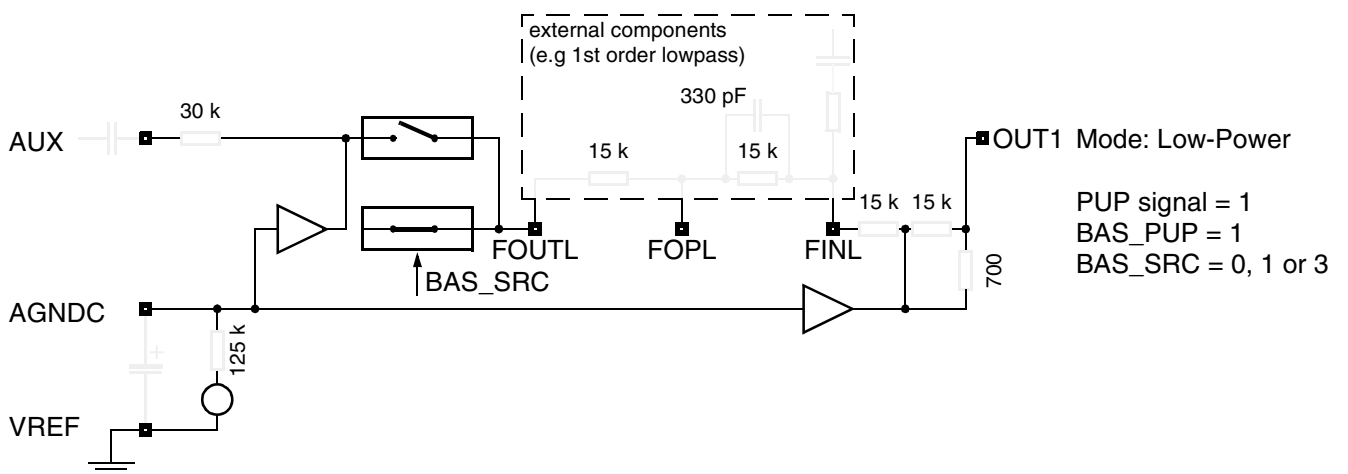 external components
(e.g 1st order lowpass)
330 pF
30 k
AUX
15 k
15 k
OUT1
Mode: Low-Power
15 k
15 k
PUP signal = 1
BAS_PUP = 1
BAS_SRC = 0, 1 or 3
FOUTL
FOPL
FINL
700
BAS_SRC
AGNDC
+
125 k
VREF